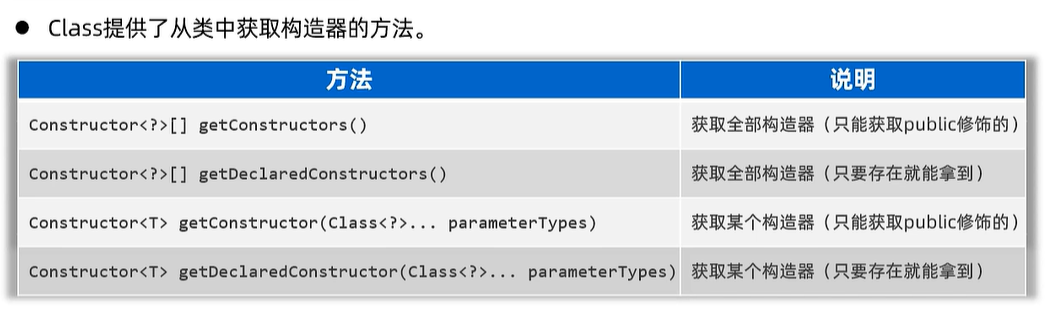 ● Class提供了从类中获取构造器的方法。
方法 说明
Constructor<?>[] getConstructors() 获取全部构造器（只能获取public修饰的）
Constructor<?>[] getDeclaredConstructors() 获取全部构造器（只要存在就能拿到）
Constructor<T> getConstructor(Class<?>... parameterTypes) 获取某个构造器（只能获取public修饰的）
Constructor<T> getDeclaredConstructor(Class<?>... parameterTypes) 获取某个构造器（只要存在就能拿到）